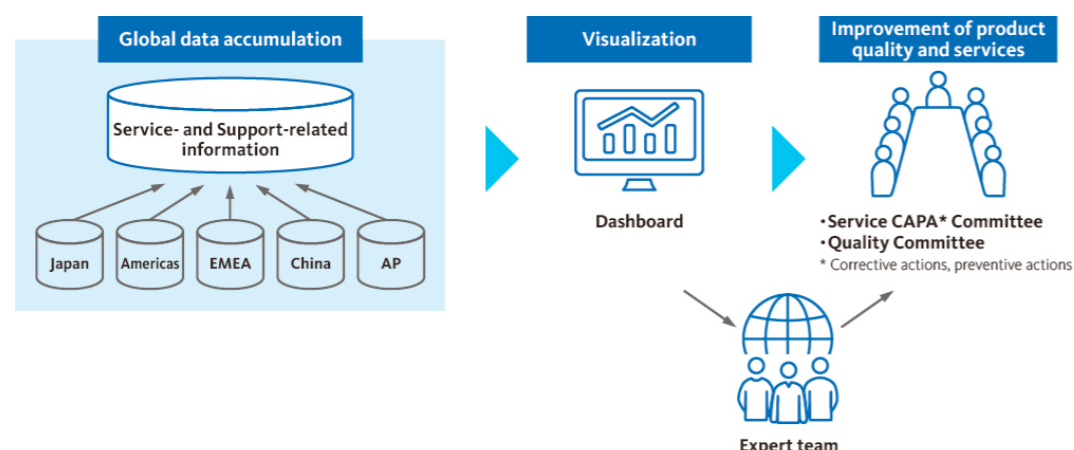 Global data accumulation
Service- and Support-related
information
Japan
Americas
EMEA
China
AP
Visualization
Dashboard
Improvement of product
quality and services
・Service CAPA* Committee
・Quality Committee
* Corrective actions, preventive actions
Expert team